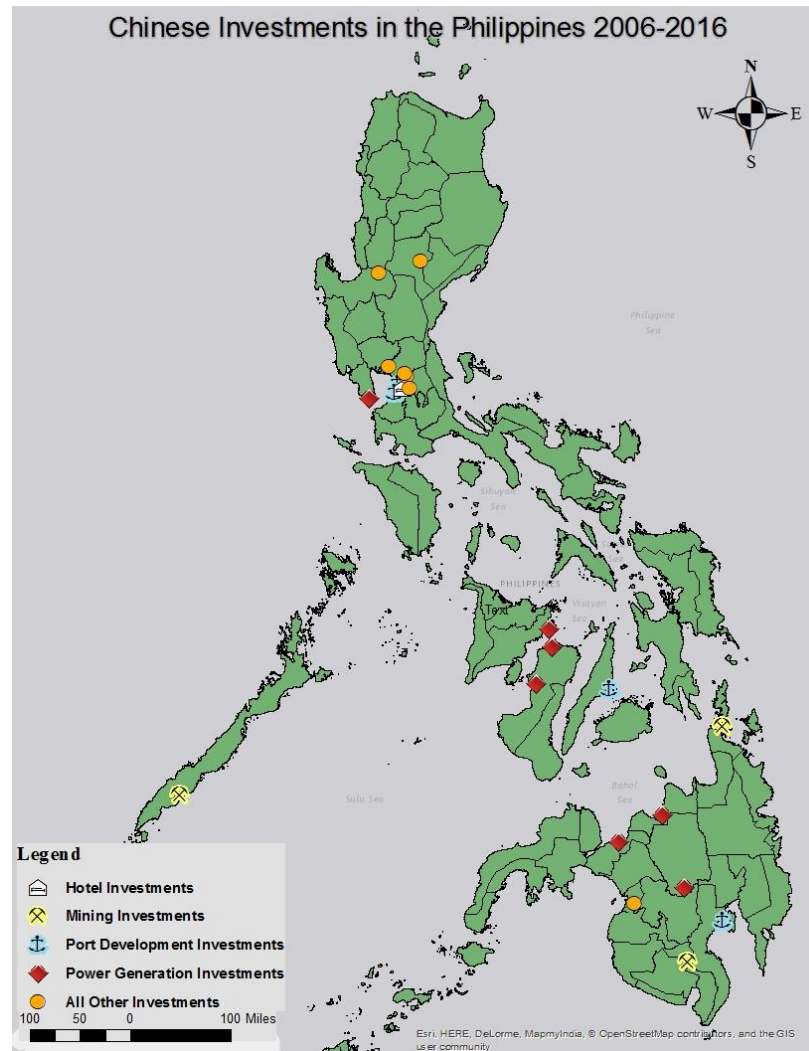 Chinese Investments in the Philippines 2006-2016
N
W E
S
Philippine
Sea
Sibuyan
Sea
Sea
PHILIPPINES
Text
Visayan
Sea
Bohol
Sea
Sulu Sea
Legend
Hotel Investments
Mining Investments
Port Development Investments
Power Generation Investments
All Other Investments
100 50 0 100 Miles
Esri, HERE, DeLorme, MapmyIndia, © OpenStreetMap contributors, and the GIS
user community